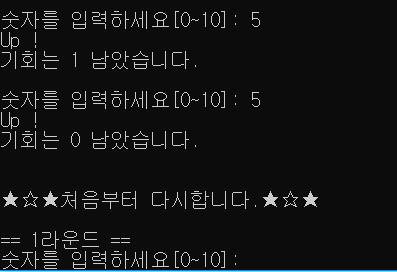 숫자를 입력하세요[0~10]: 5
Up !
기회는 1 남았습니다.
숫자를 입력하세요[0~10]: 5
Up !
기회는 0 남았습니다.
★☆★처음부터 다시합니다.★☆★
== 1라운드 ==
숫자를 입력하세요[0~10]: